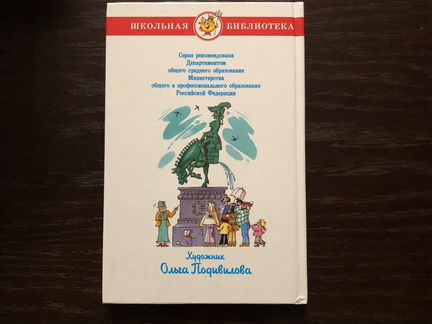 ШКОЛЬНАЯ БИБЛИОТЕКА
Серия рекомендована
Департаментом
общего среднего образования
Министерства
общего и профессионального образования
Российской Федерации
Художник
Ольга Подивилова